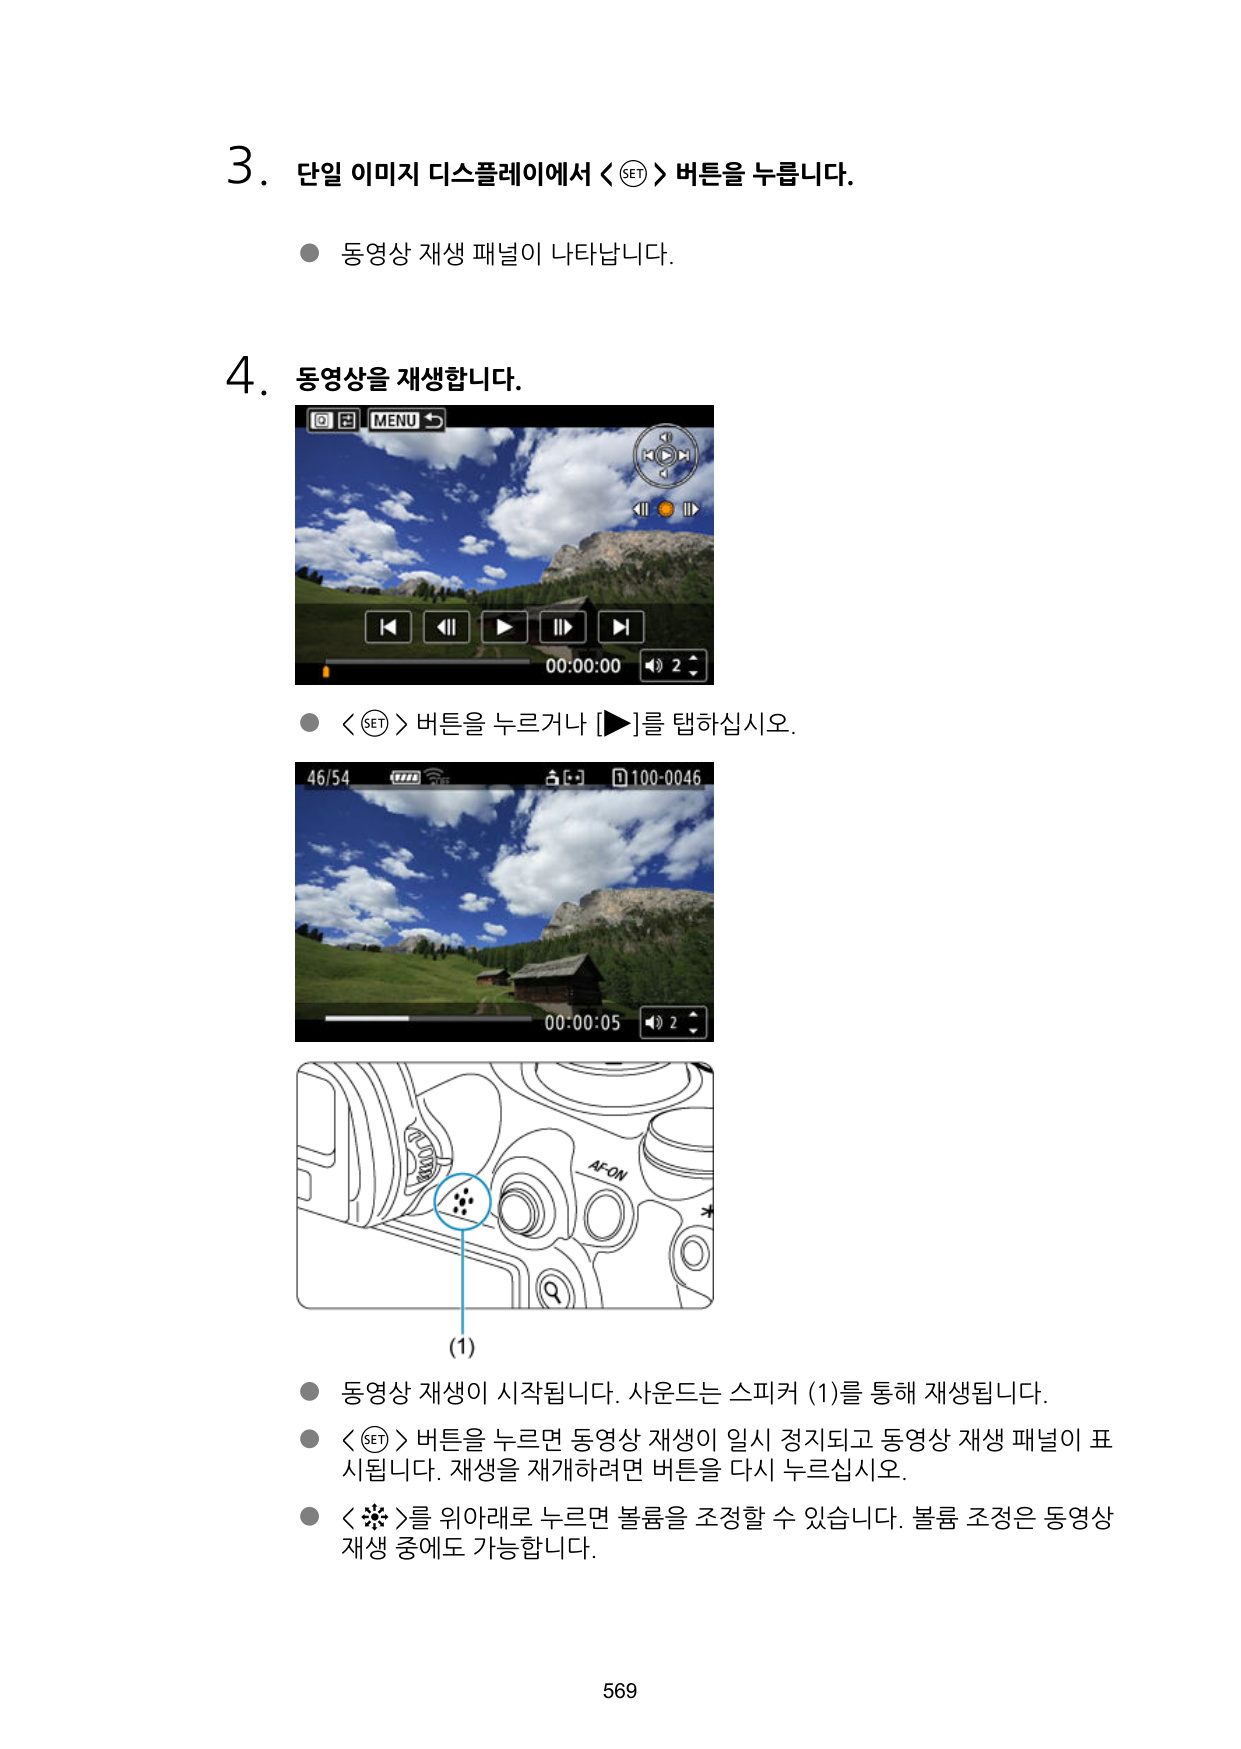 3. 단일 이미지 디스플레이에서 < SET > 버튼을 누릅니다.
● 동영상 재생 패널이 나타납니다.
4. 동영상을 재생합니다.
Q MENU
00:00:00 2
● < SET > 버튼을 누르거나 [▶]를 탭하십시오.
46/54 1 100-0046
00:00:05 2
AF-ON
(1)
● 동영상 재생이 시작됩니다. 사운드는 스피커 (1)를 통해 재생됩니다.
● < SET > 버튼을 누르면 동영상 재생이 일시 정지되고 동영상 재생 패널이 표
시됩니다. 재생을 재개하려면 버튼을 다시 누르십시오.
● < ※ >를 위아래로 누르면 볼륨을 조정할 수 있습니다. 볼륨 조정은 동영상
재생 중에도 가능합니다.
569